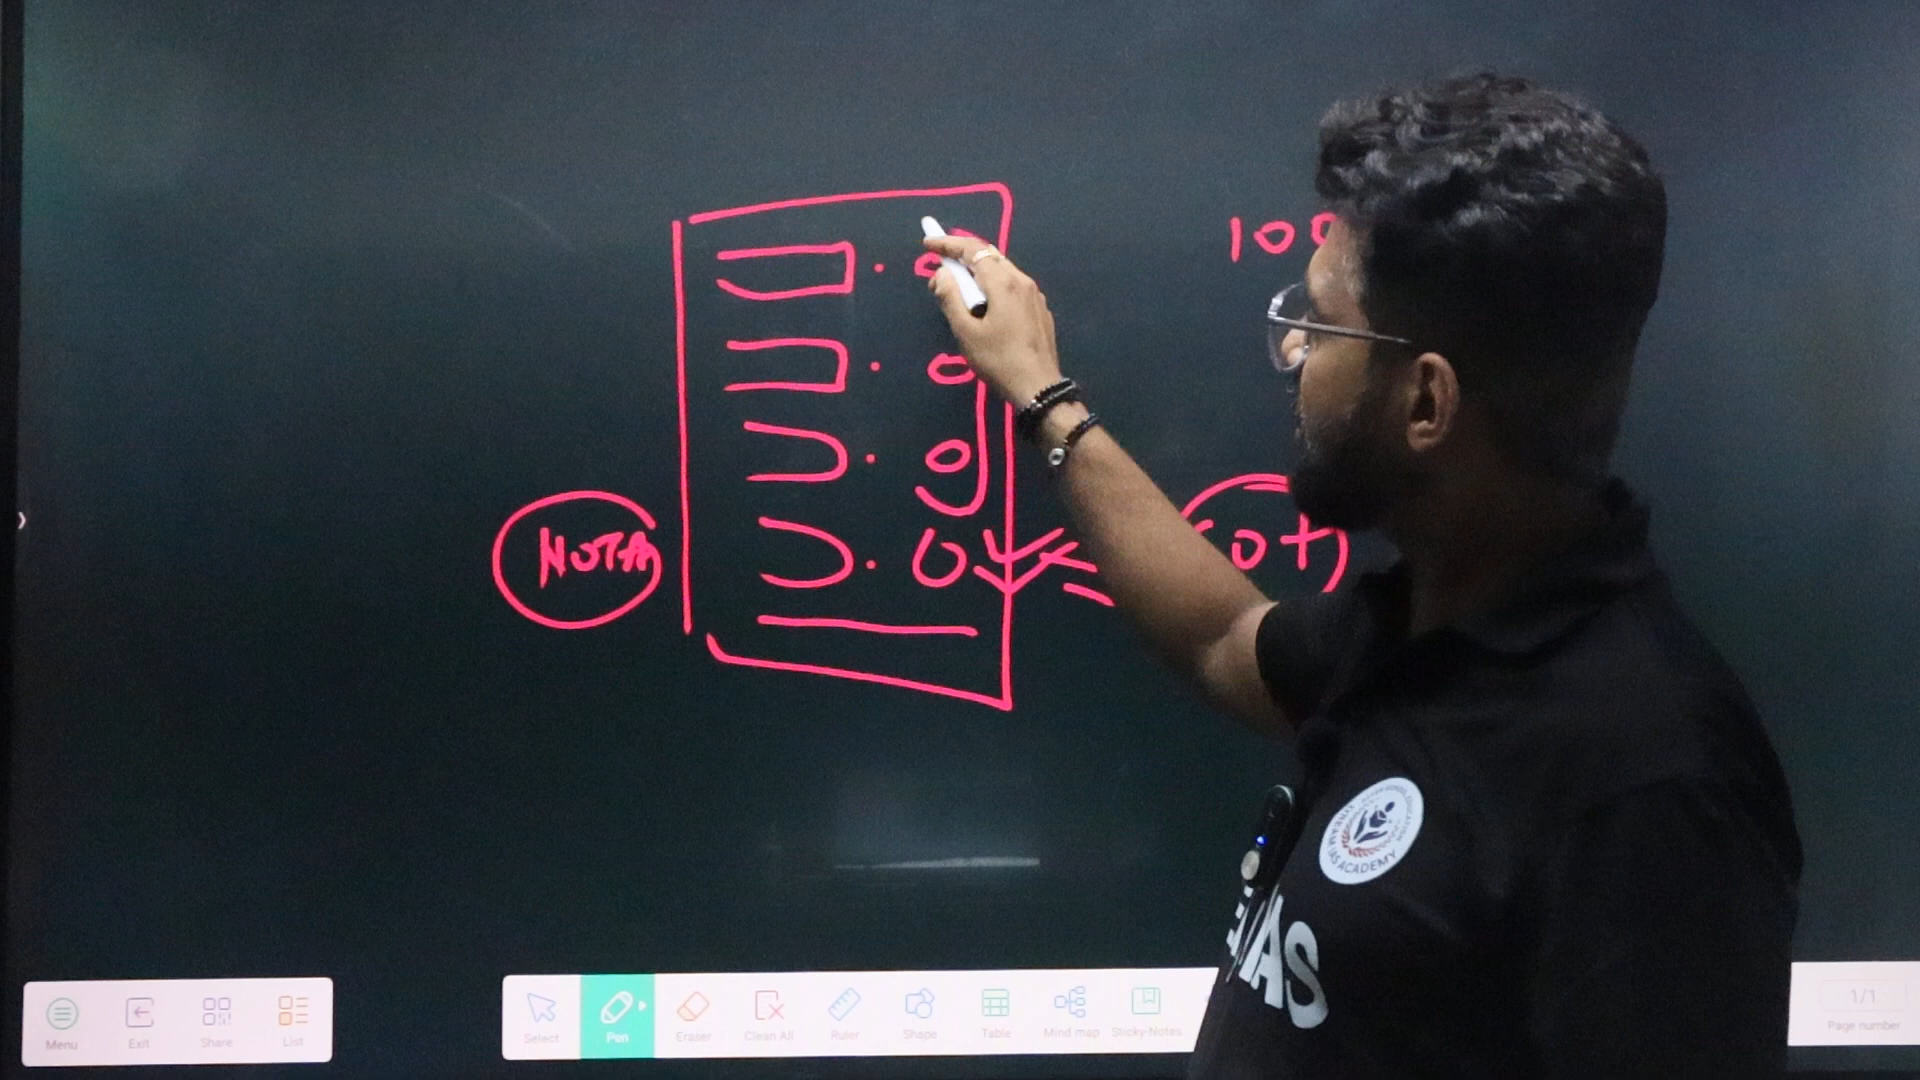 100
NOTA
IAS ACADEMY
IAS
Menu
Exit
Share
List
Select
Pen
Eraser
Clean All
Ruler
Shape
Table
Mind map
Sticky-Notes
1/1
Page number